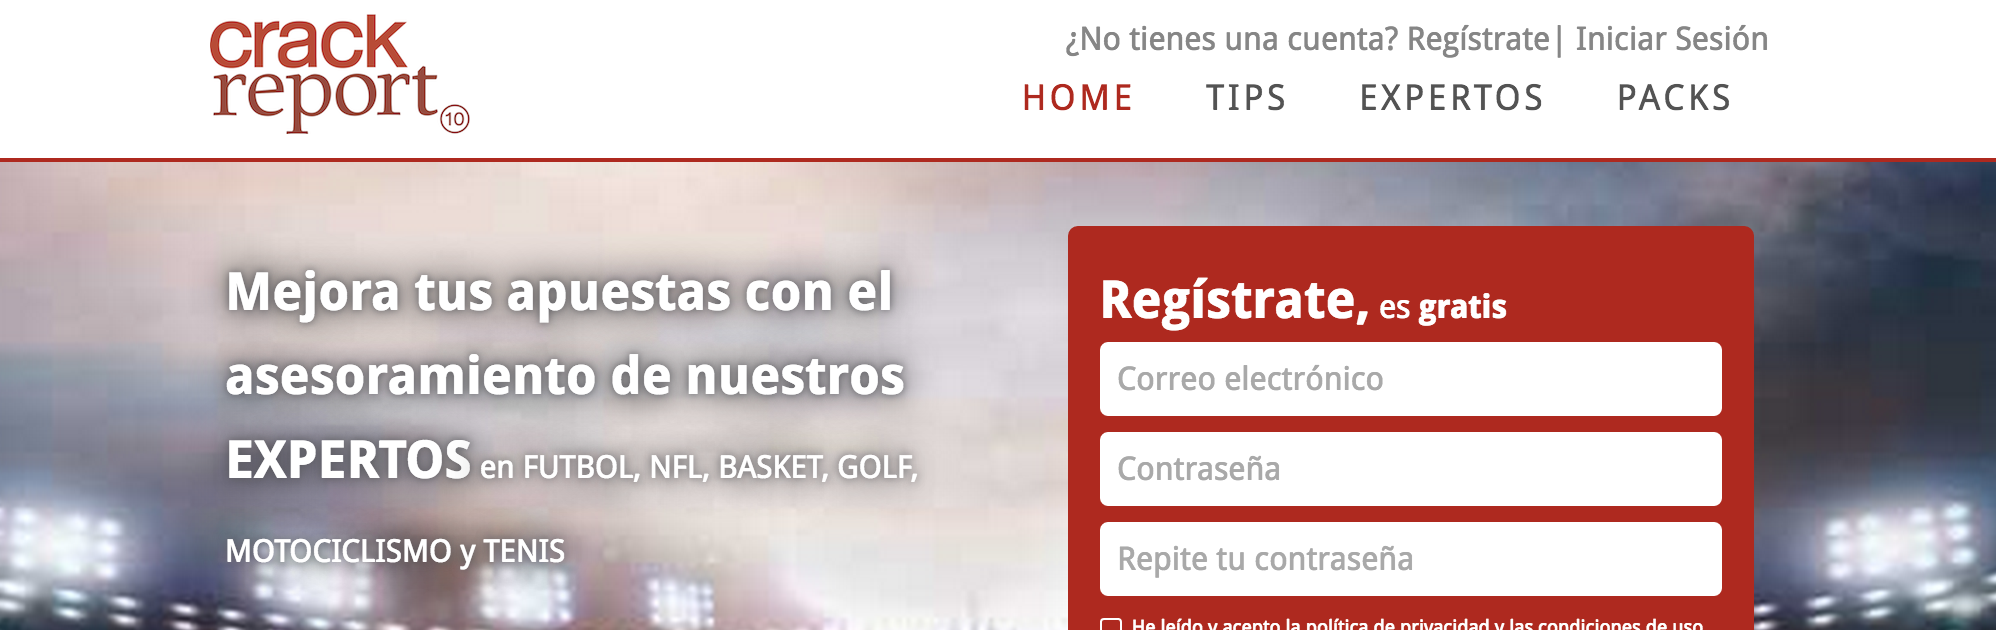 crack
report 10
¿No tienes una cuenta? Regístrate| Iniciar Sesión
HOME TIPS EXPERTOS PACKS
Mejora tus apuestas con el
asesoramiento de nuestros
EXPERTOS en FUTBOL, NFL, BASKET, GOLF,
MOTOCICLISMO y TENIS
Regístrate, es gratis
Correo electrónico
Contraseña
Repite tu contraseña
He leído y acepto la política de privacidad y las condiciones de uso